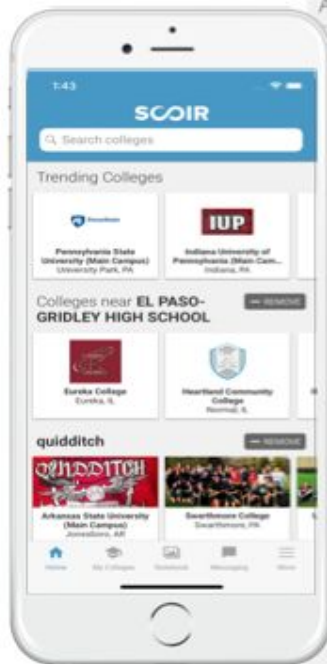 1:43
SCOIR
Search colleges
Trending Colleges
PennState
IUP
Pennsylvania State
University (Main Campus)
University Park, PA
Indiana University of
Pennsylvania (Main Cam...
Indiana, PA
Colleges near EL PASO-
GRIDLEY HIGH SCHOOL
REMOVE
Eureka College
Eureka, IL
Heartland Community
College
Normal, IL
quidditch
REMOVE
QUIDDITCH
Arkansas State University
(Main Campus)
Jonesboro, AR
Swarthmore College
Swarthmore, PA
Home
My Colleges
Messaging
More